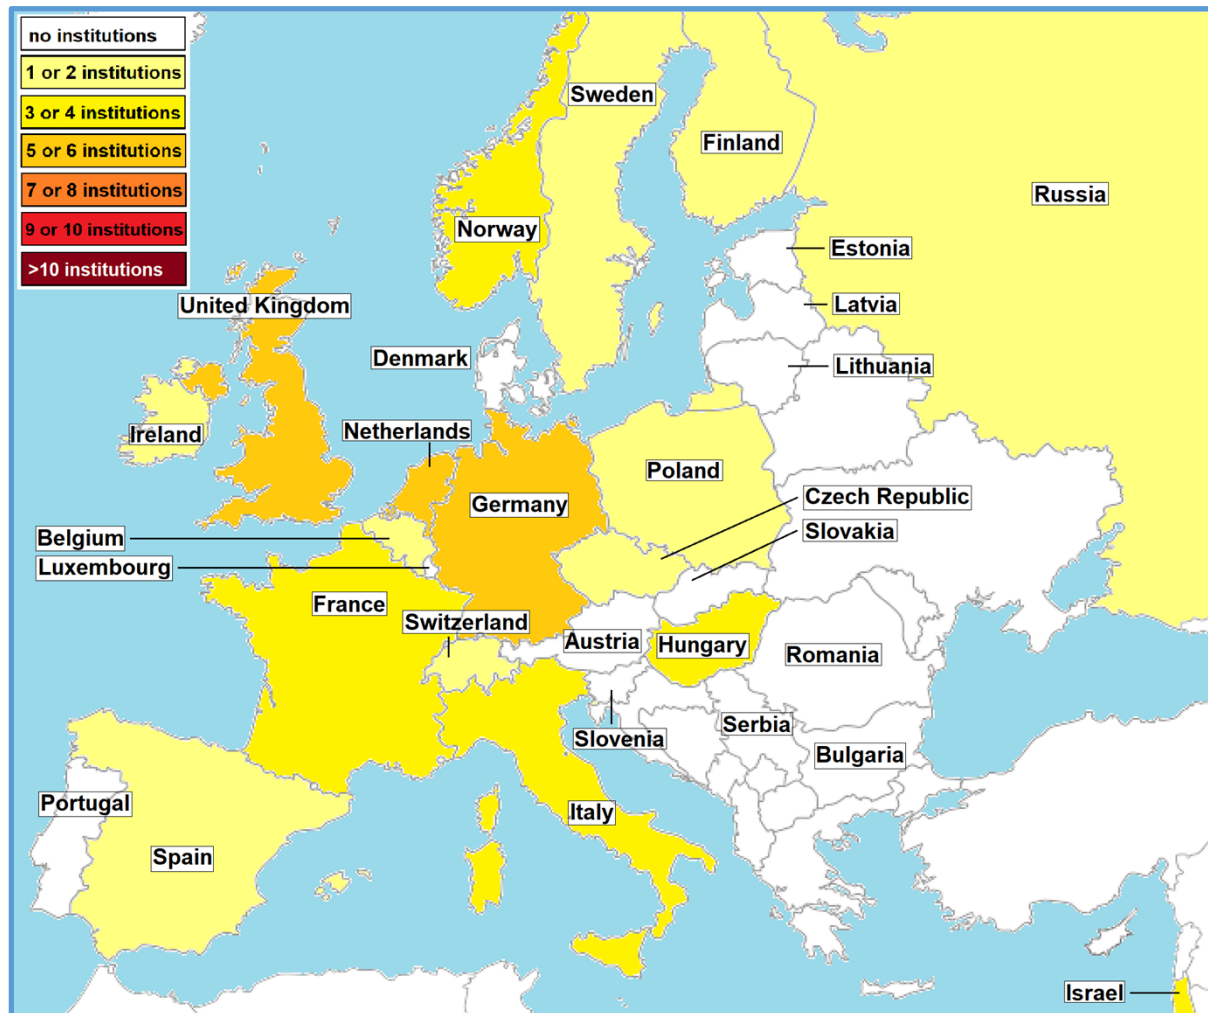 no institutions
1 or 2 institutions
3 or 4 institutions
5 or 6 institutions
7 or 8 institutions
9 or 10 institutions
>10 institutions
Sweden
Finland
Russia
Norway
Estonia
United Kingdom
Latvia
Denmark
Lithuania
Ireland
Netherlands
Poland
Germany
Czech Republic
Slovakia
Belgium
Luxembourg
France
Switzerland
Austria
Hungary
Romania
Slovenia
Serbia
Bulgaria
Portugal
Italy
Spain
Israel